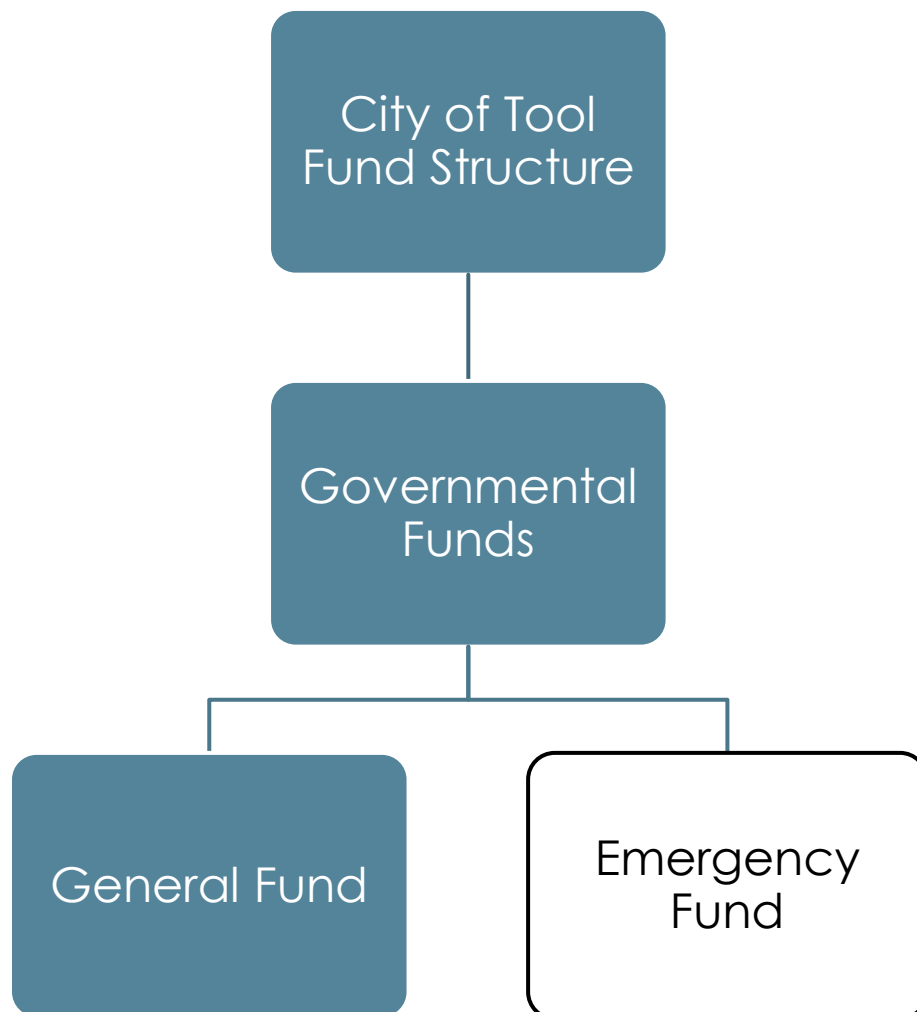 City of Tool
Fund Structure
Governmental
Funds
General Fund
Emergency
Fund